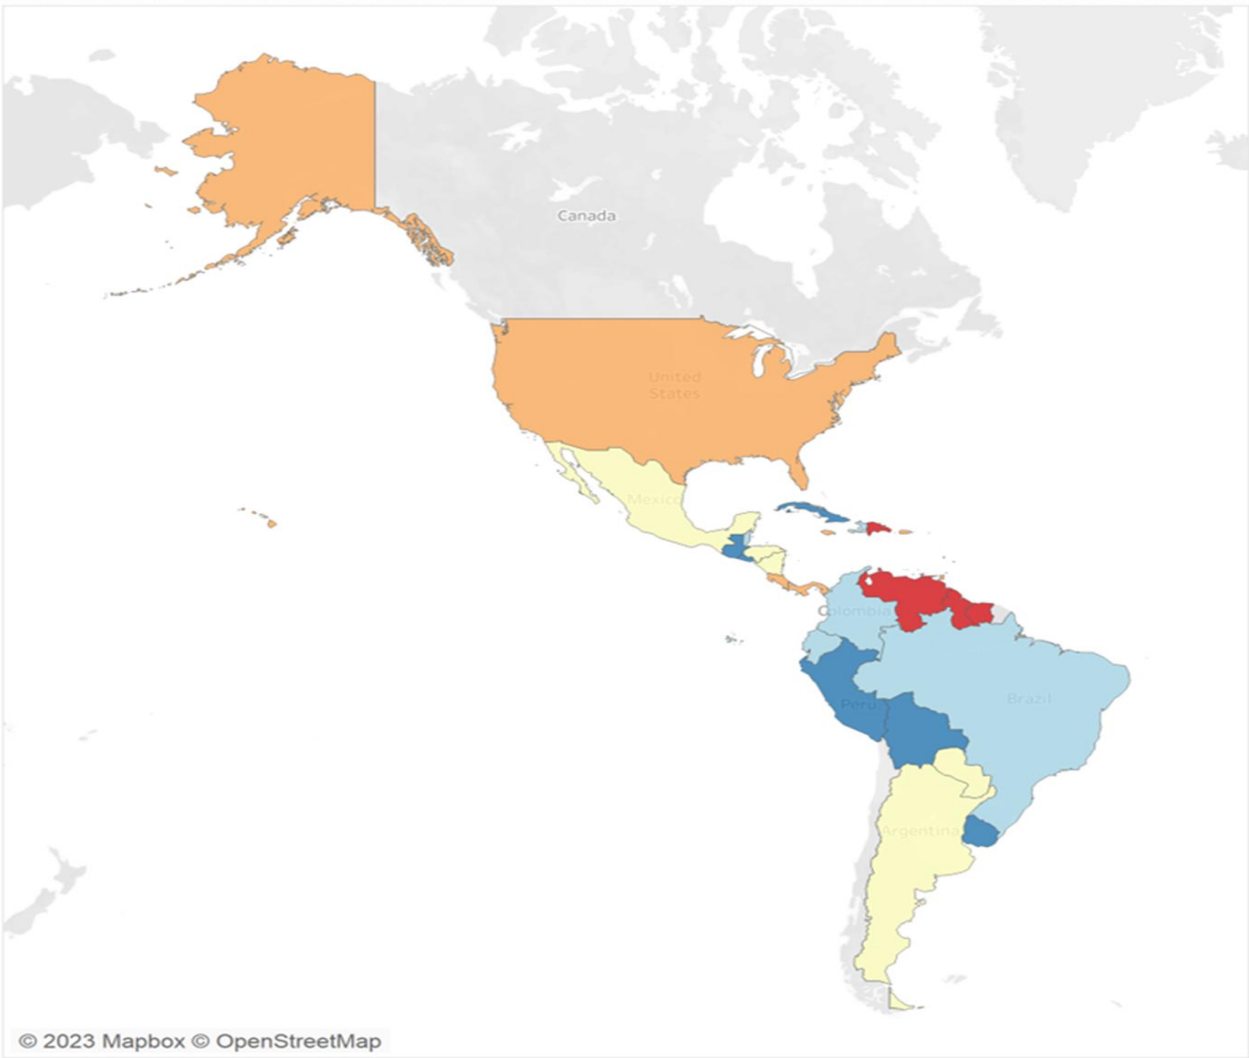 Canada
United
States
Mexico
Colombia
Peru
Brazil
Argentina
© 2023 Mapbox © OpenStreetMap